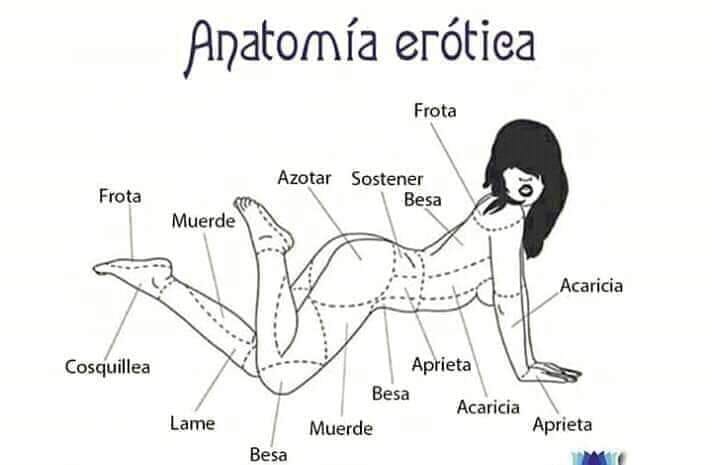 Anatomía erótica
Frota
Azotar
Sostener
Besa
Frota
Muerde
Acaricia
Cosquillea
Aprieta
Besa
Acaricia
Lame
Muerde
Aprieta
Besa